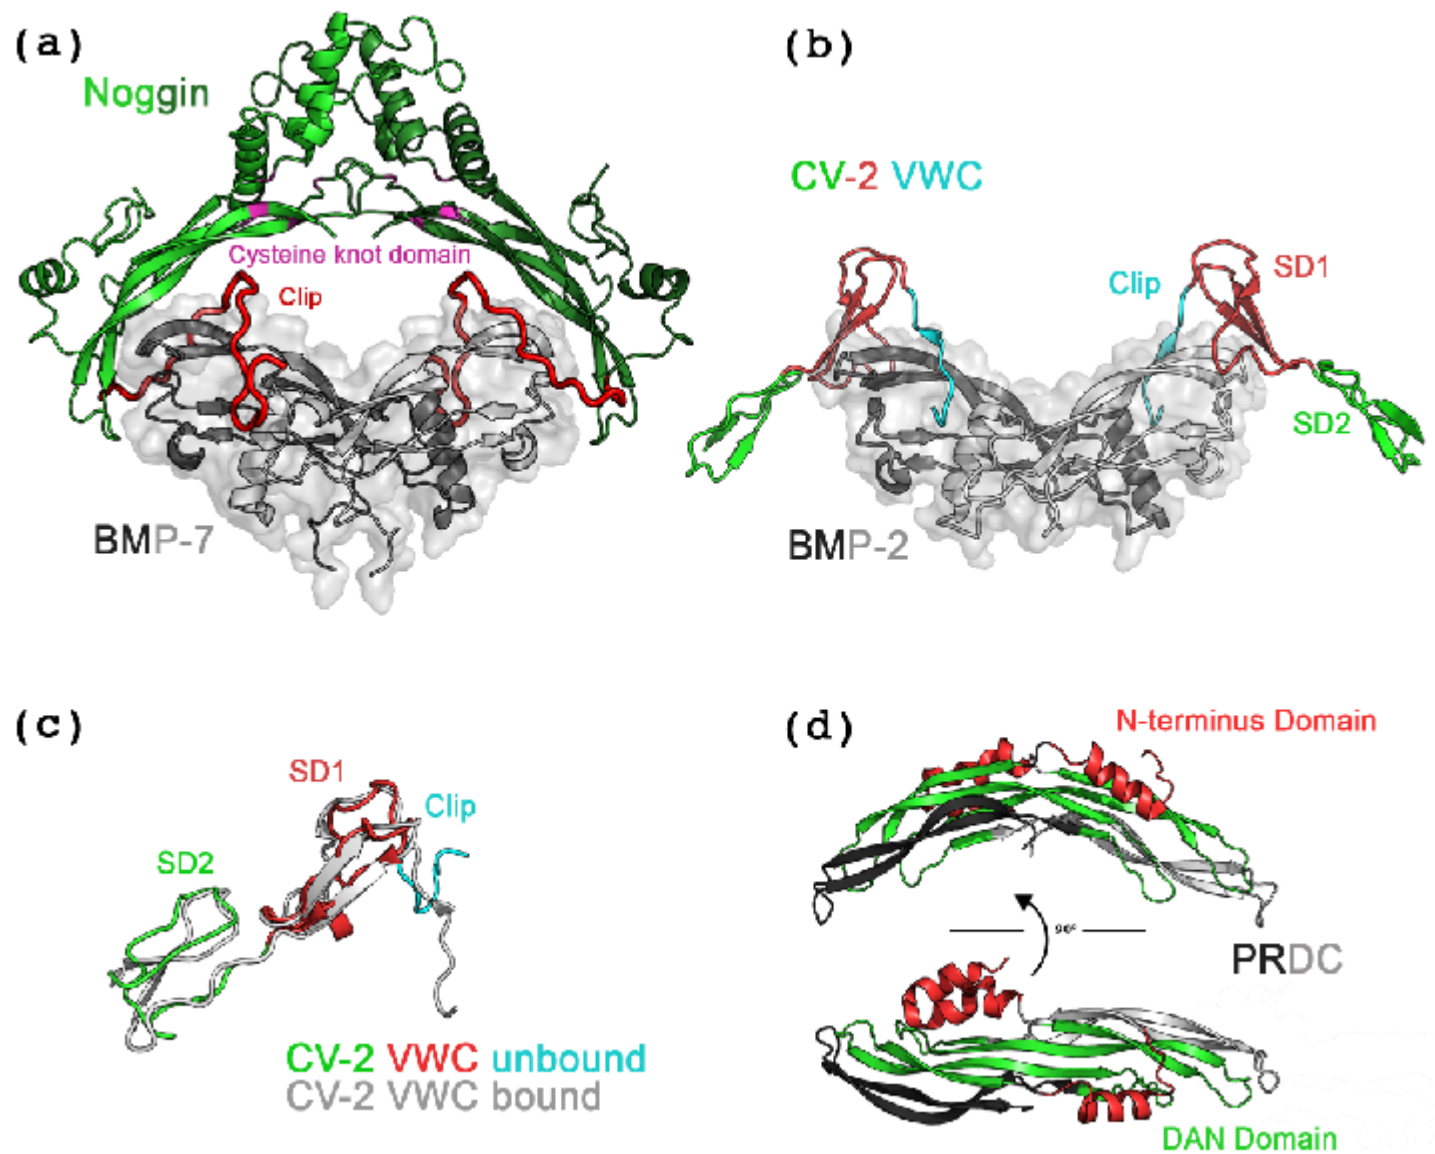 (a)
Noggin
Cysteine knot domain
Clip
BMP-7
(b)
CV-2 VWC
Clip
SD1
SD2
BMP-2
(c)
SD1
Clip
SD2
CV-2 VWC unbound
CV-2 VWC bound
(d)
N-terminus Domain
90°
PRDC
DAN Domain